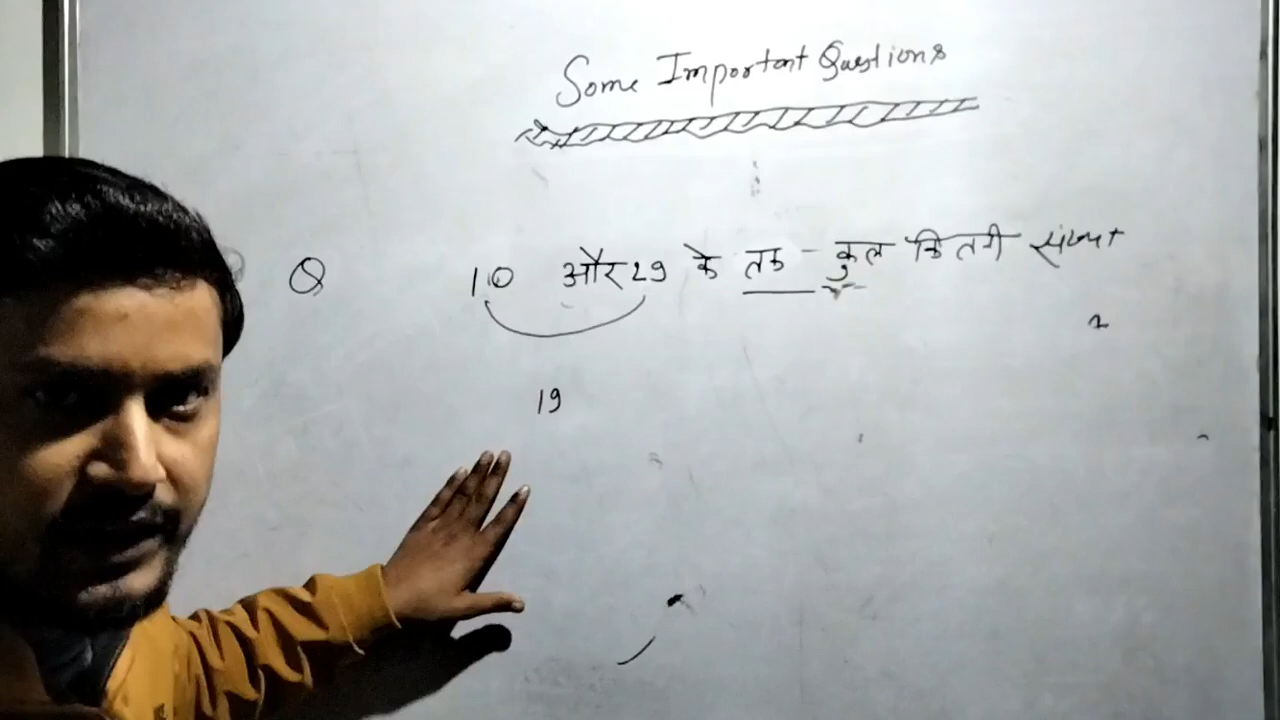 Some Important Questions
Q 10 और 29 के तक - कुल कितनी संख्या
19